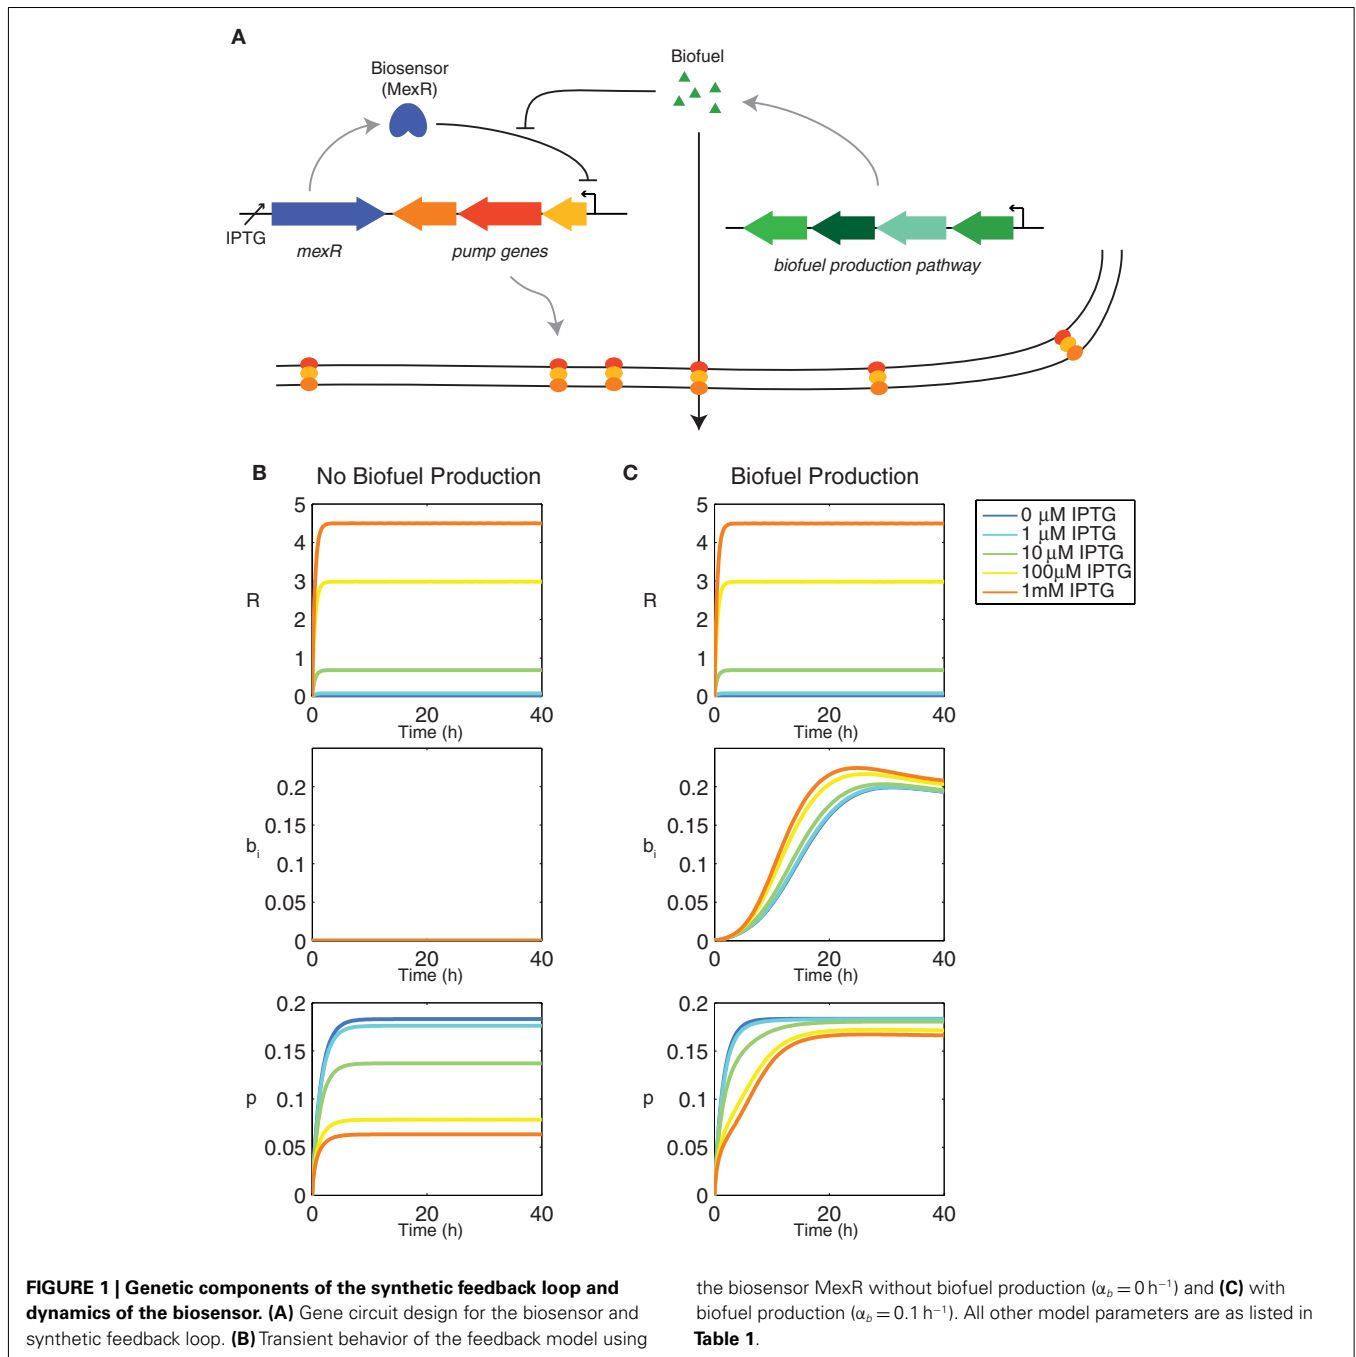 A
Biosensor
(MexR)
Biofuel
IPTG
mexR
pump genes
biofuel production pathway
B
No Biofuel Production
5
4
3
2
1
0
R
0
20
40
Time (h)
0.2
0.15
0.1
0.05
0
b_i
0
20
40
Time (h)
0.2
0.15
0.1
0.05
0
p
0
20
40
Time (h)
C
Biofuel Production
5
4
3
2
1
0
R
0
20
40
Time (h)
0.2
0.15
0.1
0.05
0
b_i
0
20
40
Time (h)
0.2
0.15
0.1
0.05
0
p
0
20
40
Time (h)
0 µM IPTG
1 µM IPTG
10 µM IPTG
100µM IPTG
1mM IPTG
FIGURE 1 | Genetic components of the synthetic feedback loop and
dynamics of the biosensor. (A) Gene circuit design for the biosensor and
synthetic feedback loop. (B) Transient behavior of the feedback model using
the biosensor MexR without biofuel production (α_b = 0 h⁻¹) and (C) with
biofuel production (α_b = 0.1 h⁻¹). All other model parameters are as listed in
Table 1.